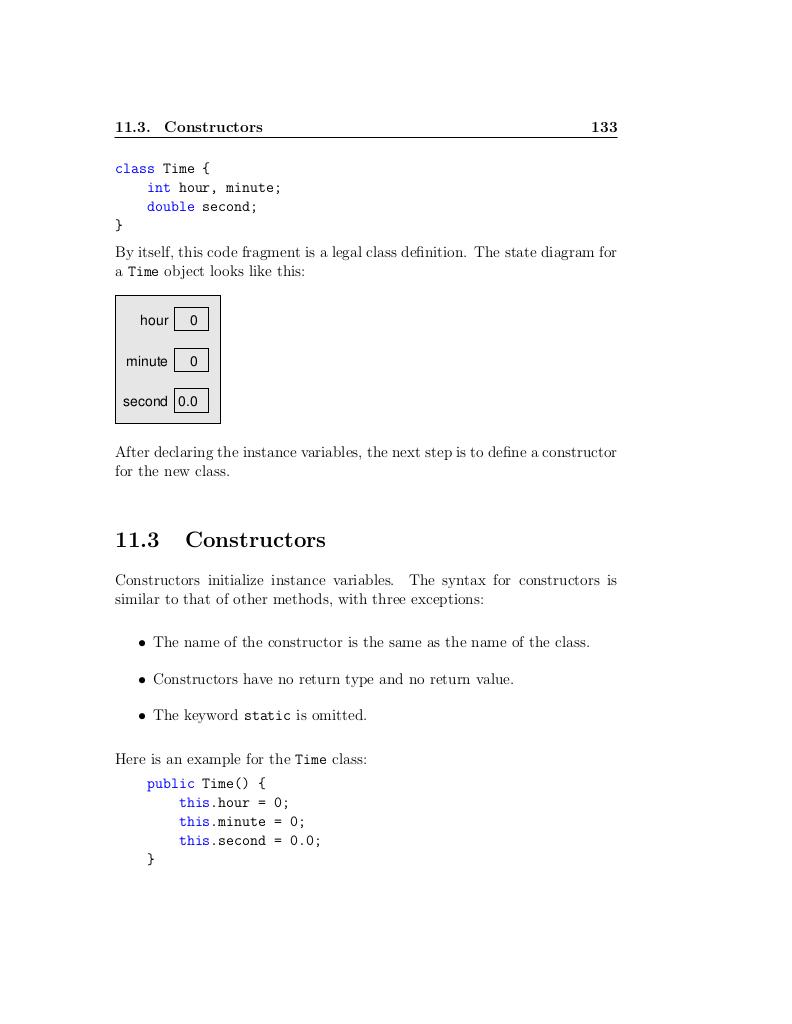 11.3. Constructors 133
class Time {
    int hour, minute;
    double second;
}
By itself, this code fragment is a legal class definition. The state diagram for
a Time object looks like this:
hour 0
minute 0
second 0.0
After declaring the instance variables, the next step is to define a constructor
for the new class.
11.3 Constructors
Constructors initialize instance variables. The syntax for constructors is
similar to that of other methods, with three exceptions:
• The name of the constructor is the same as the name of the class.
• Constructors have no return type and no return value.
• The keyword static is omitted.
Here is an example for the Time class:
    public Time() {
        this.hour = 0;
        this.minute = 0;
        this.second = 0.0;
    }